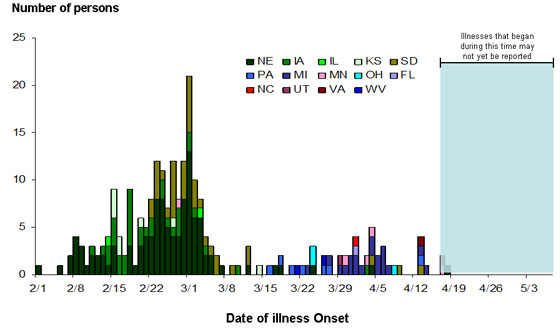 Number of persons
Illnesses that began
during this time may
not yet be reported
25
20
15
10
5
0
NE IA IL KS SD
PA MI MN OH FL
NC UT VA WV
2/1 2/8 2/15 2/22 3/1 3/8 3/15 3/22 3/29 4/5 4/12 4/19 4/26 5/3
Date of illness Onset